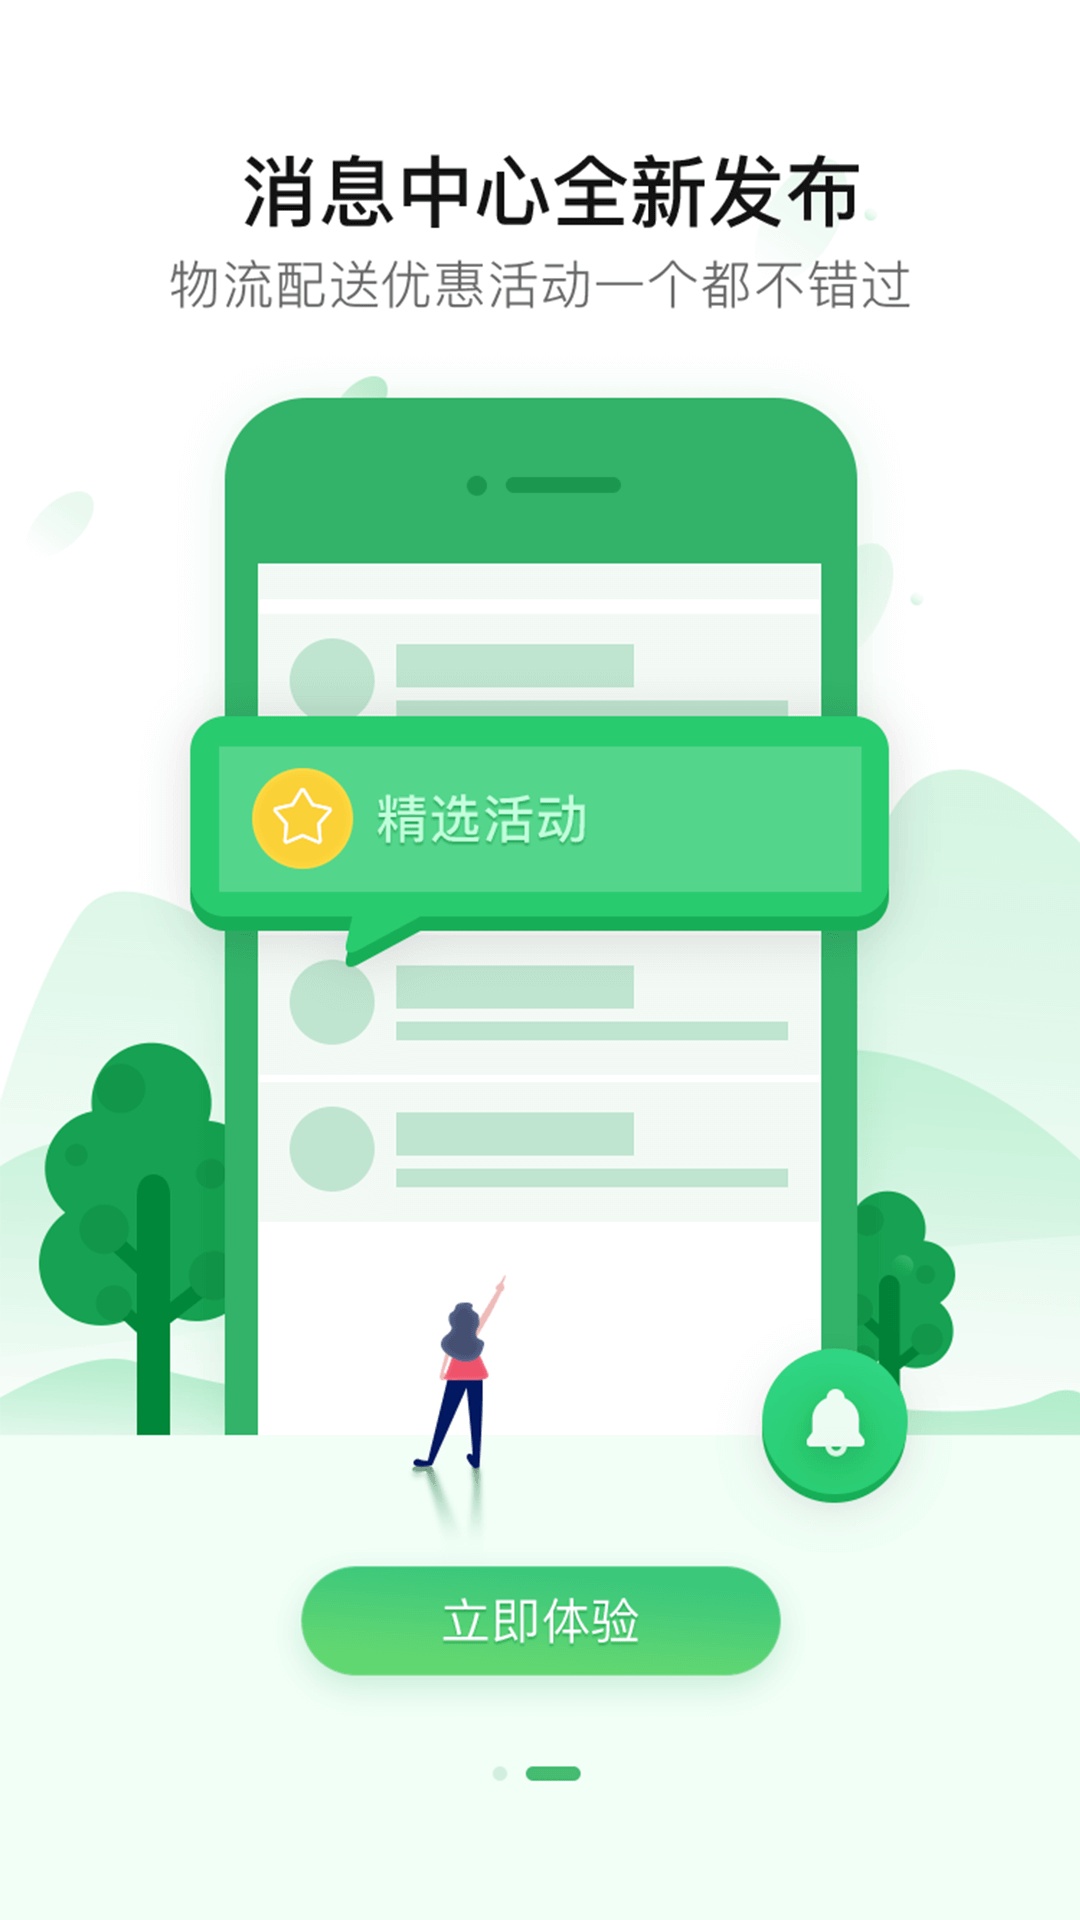 消息中心全新发布
物流配送优惠活动一个都不错过
精选活动
立即体验